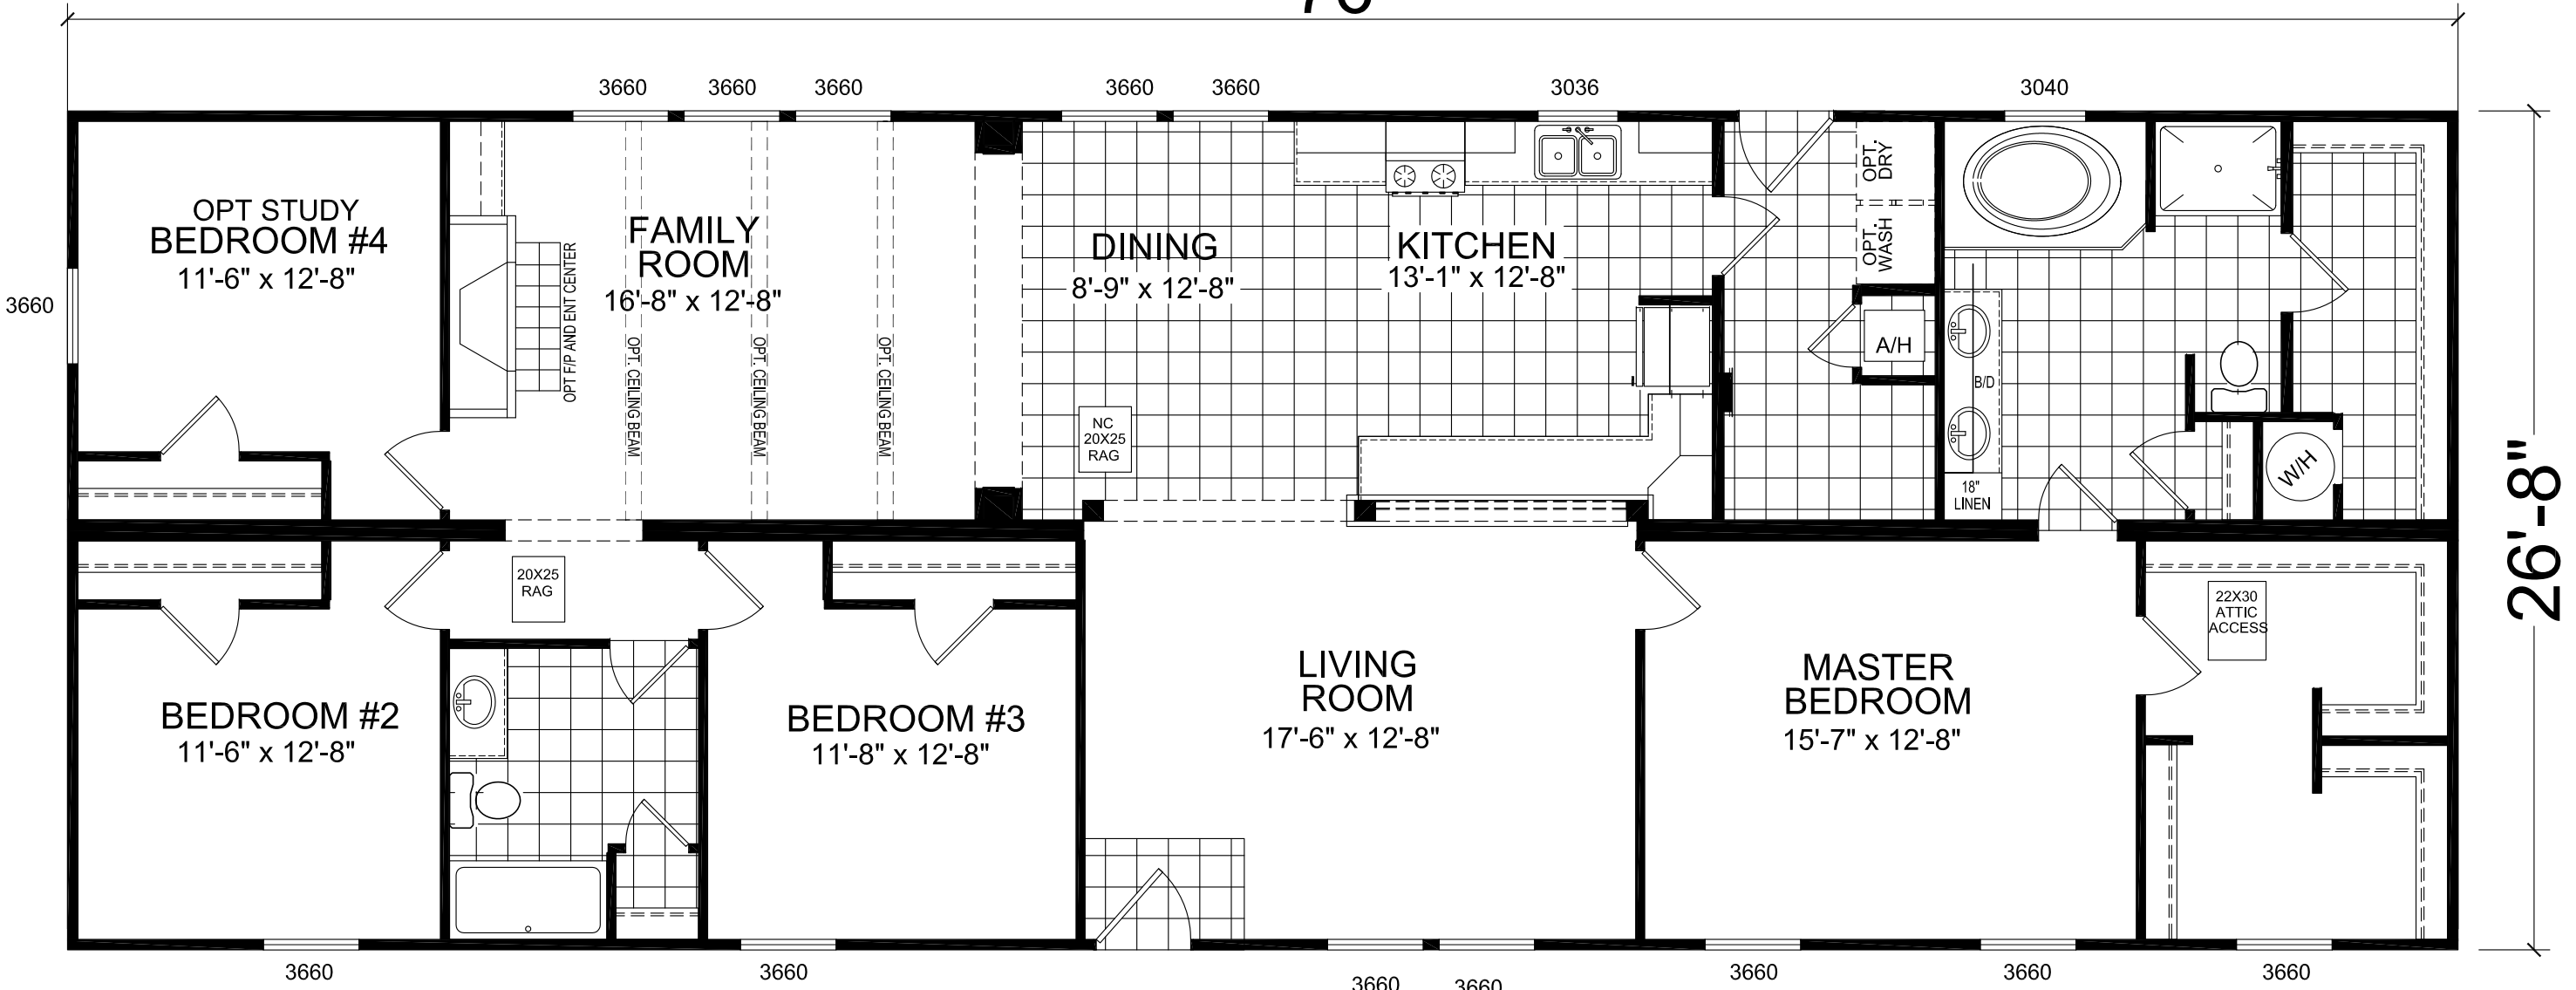 3660 3660 3660 3660 3660 3036 3040
OPT STUDY
BEDROOM #4
11'-6" x 12'-8"
3660
OPT F/P AND ENT CENTER
FAMILY
ROOM
16'-8" x 12'-8"
OPT. CEILING BEAM
OPT. CEILING BEAM
OPT. CEILING BEAM
DINING
8'-9" x 12'-8"
NC
20X25
RAG
KITCHEN
13'-1" x 12'-8"
OPT.
DRY
OPT.
WASH
A/H
B/D
18"
LINEN
W/H
26'-8"
20X25
RAG
BEDROOM #2
11'-6" x 12'-8"
BEDROOM #3
11'-8" x 12'-8"
LIVING
ROOM
17'-6" x 12'-8"
MASTER
BEDROOM
15'-7" x 12'-8"
22X30
ATTIC
ACCESS
3660 3660 3660 3660 3660 3660 3660